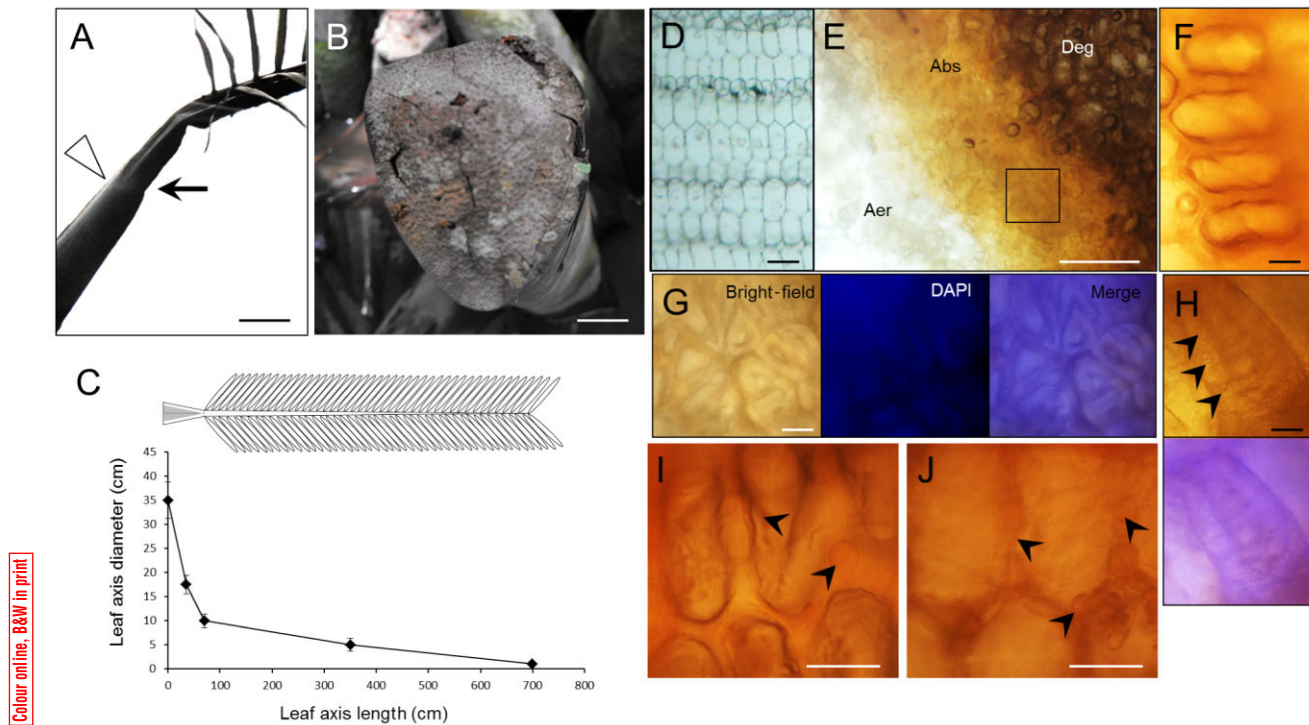 A
B
C
Leaf axis diameter (cm)
45
40
35
30
25
20
15
10
5
0
0 100 200 300 400 500 600 700 800
Leaf axis length (cm)
D
E
Abs
Deg
Aer
F
G
Bright-field
DAPI
Merge
H
I
J
Colour online, B&W in print